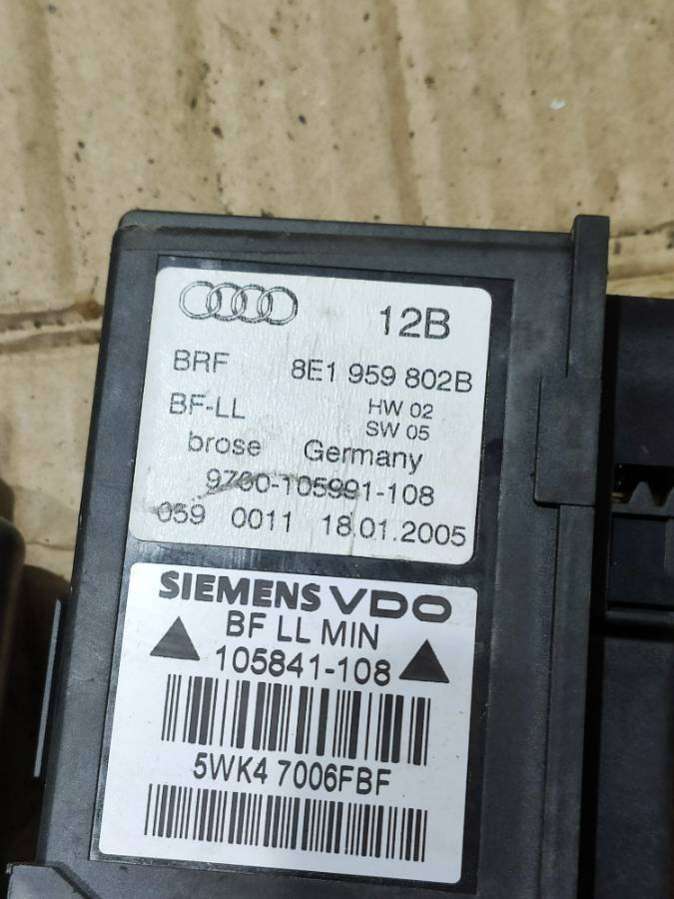 12B
BRF 8E1 959 802B
BF-LL HW 02
SW 05
brose Germany
9760-105991-108
059 0011 18.01.2005
SIEMENS VDO
BF LL MIN
105841-108
5WK4 7006FBF